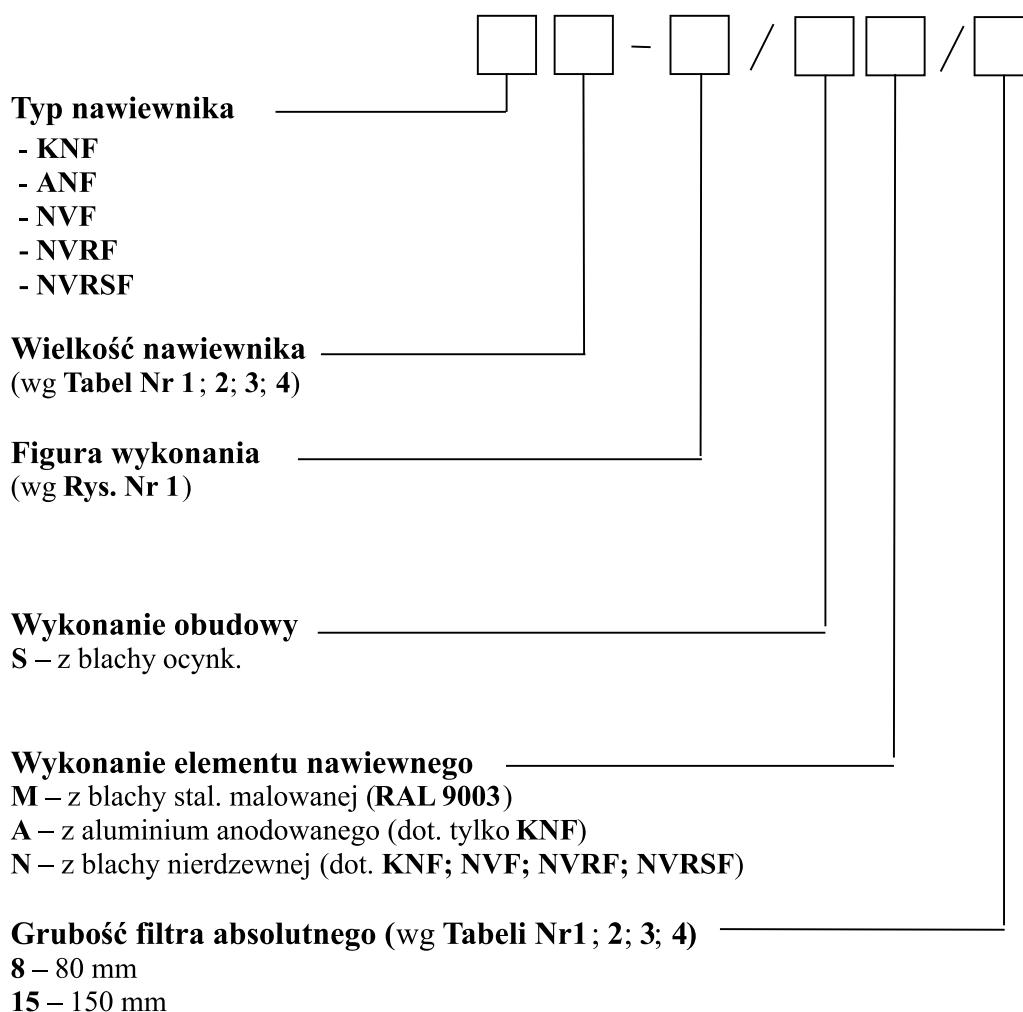 – / /
Typ nawiewnika
- KNF
- ANF
- NVF
- NVRF
- NVRSF
Wielkość nawiewnika
(wg Tabel Nr 1; 2; 3; 4)
Figura wykonania
(wg Rys. Nr 1)
Wykonanie obudowy
S – z blachy ocynk.
Wykonanie elementu nawiewnego
M – z blachy stal. malowanej (RAL 9003)
A – z aluminium anodowanego (dot. tylko KNF)
N – z blachy nierdzewnej (dot. KNF; NVF; NVRF; NVRSF)
Grubość filtra absolutnego (wg Tabeli Nr1; 2; 3; 4)
8 – 80 mm
15 – 150 mm